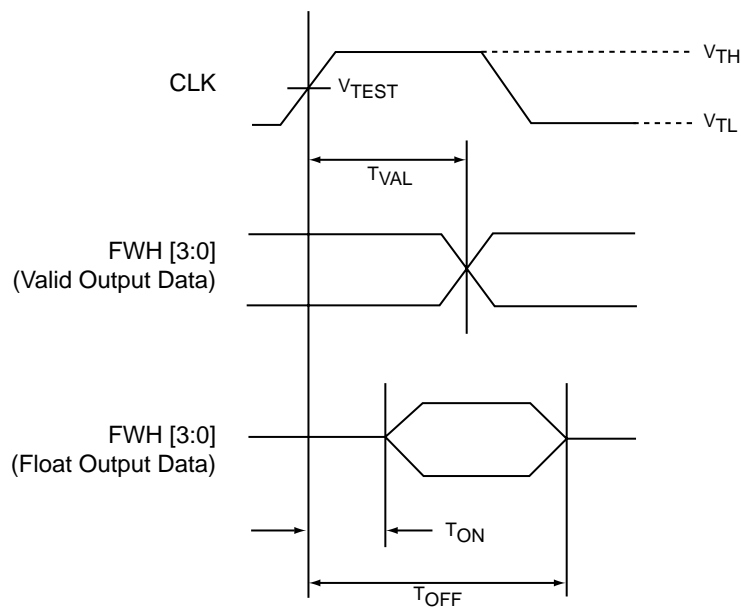 CLK
VTEST
VTH
VTL
TVAL
FWH [3:0]
(Valid Output Data)
FWH [3:0]
(Float Output Data)
TON
TOFF